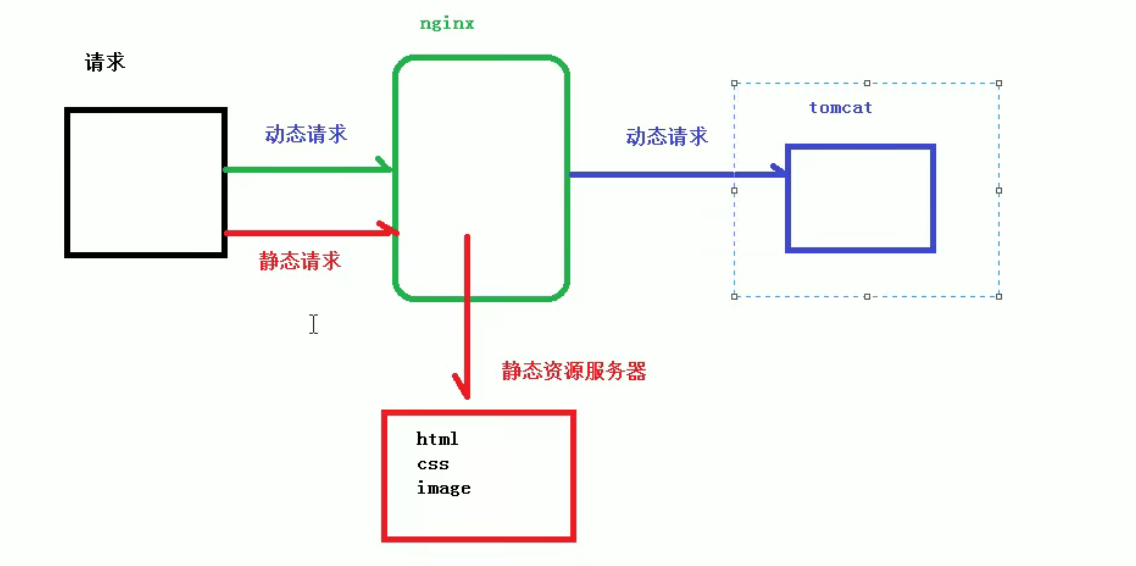 nginx
请求
动态请求
动态请求
tomcat
静态请求
静态资源服务器
html
css
image